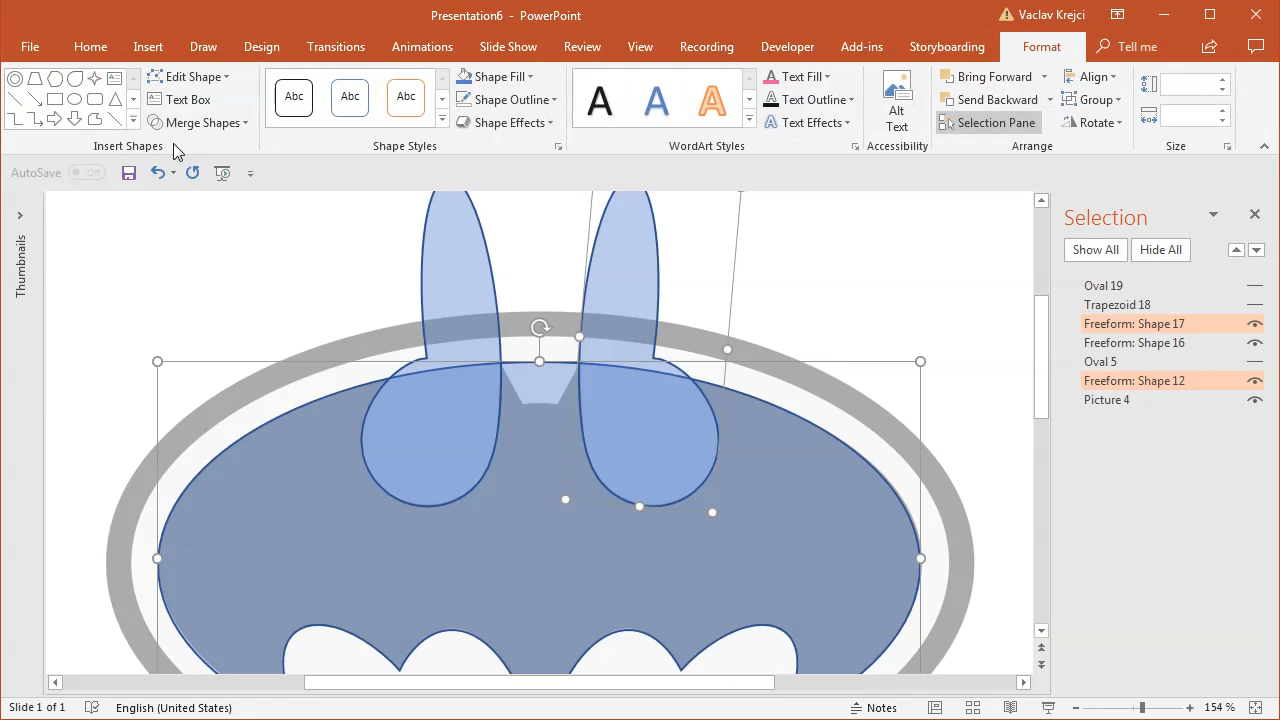 Presentation6 - PowerPoint
Vaclav Krejci
File Home Insert Draw Design Transitions Animations Slide Show Review View Recording Developer Add-ins Storyboarding Format Tell me
Edit Shape
Text Box
Merge Shapes
Insert Shapes
Abc Abc Abc
Shape Fill
Shape Outline
Shape Effects
Shape Styles
A A A
Text Fill
Text Outline
Text Effects
WordArt Styles
Alt
Text
Accessibility
Bring Forward
Send Backward
Selection Pane
Align
Group
Rotate
Arrange
Size
AutoSave Off
Thumbnails
Selection
Show All Hide All
Oval 19
Trapezoid 18
Freeform: Shape 17
Freeform: Shape 16
Oval 5
Freeform: Shape 12
Picture 4
Slide 1 of 1 English (United States) Notes 154 %